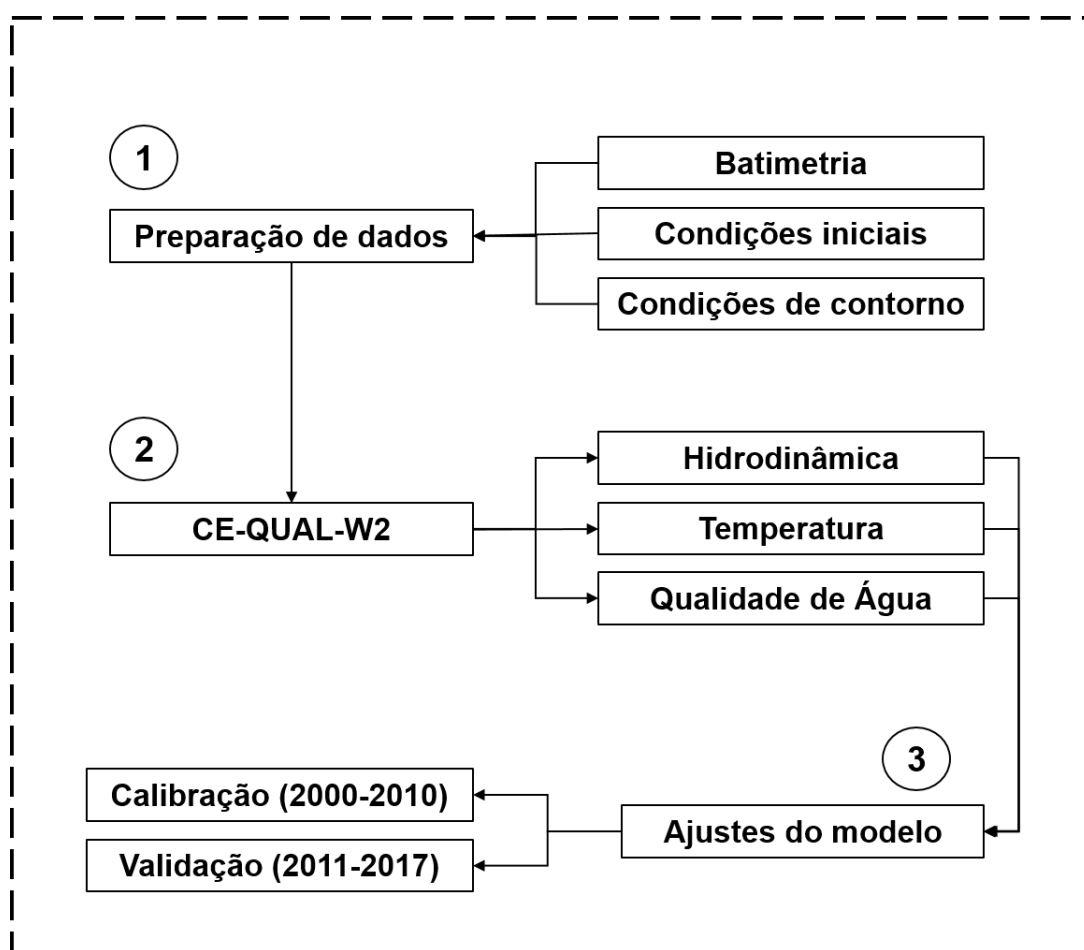 1
Preparação de dados
Batimetria
Condições iniciais
Condições de contorno
2
CE-QUAL-W2
Hidrodinâmica
Temperatura
Qualidade de Água
3
Ajustes do modelo
Calibração (2000-2010)
Validação (2011-2017)